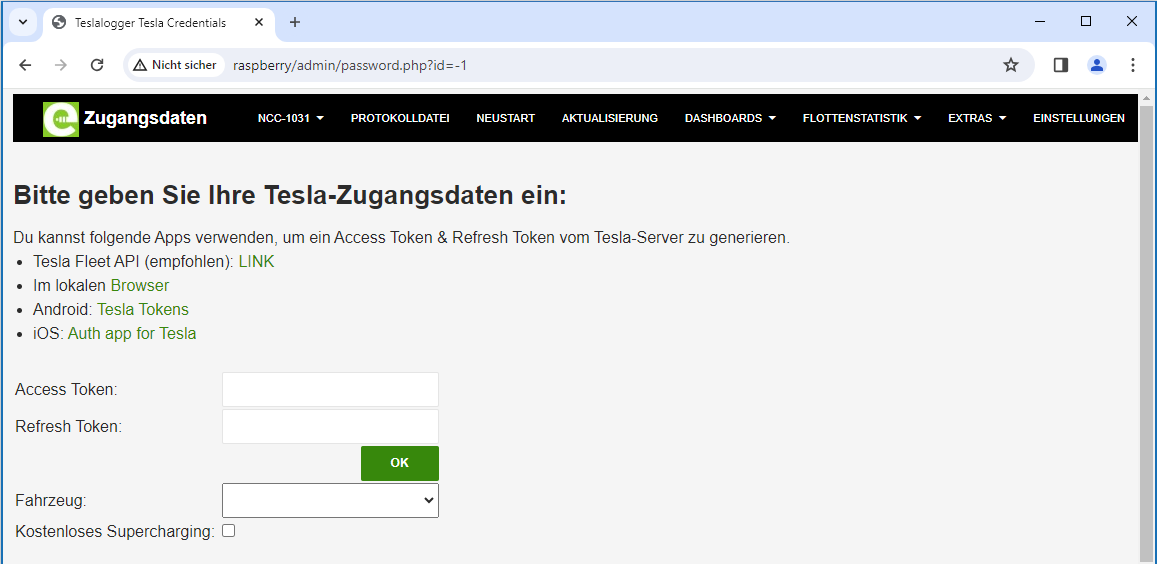 Teslalogger Tesla Credentials
Nicht sicher raspberry/admin/password.php?id=-1
Zugangsdaten NCC-1031 PROTOKOLLDATEI NEUSTART AKTUALISIERUNG DASHBOARDS FLOTTENSTATISTIK EXTRAS EINSTELLUNGEN
Bitte geben Sie Ihre Tesla-Zugangsdaten ein:
Du kannst folgende Apps verwenden, um ein Access Token & Refresh Token vom Tesla-Server zu generieren.
• Tesla Fleet API (empfohlen): LINK
• Im lokalen Browser
• Android: Tesla Tokens
• iOS: Auth app for Tesla
Access Token:
Refresh Token:
OK
Fahrzeug:
Kostenloses Supercharging: